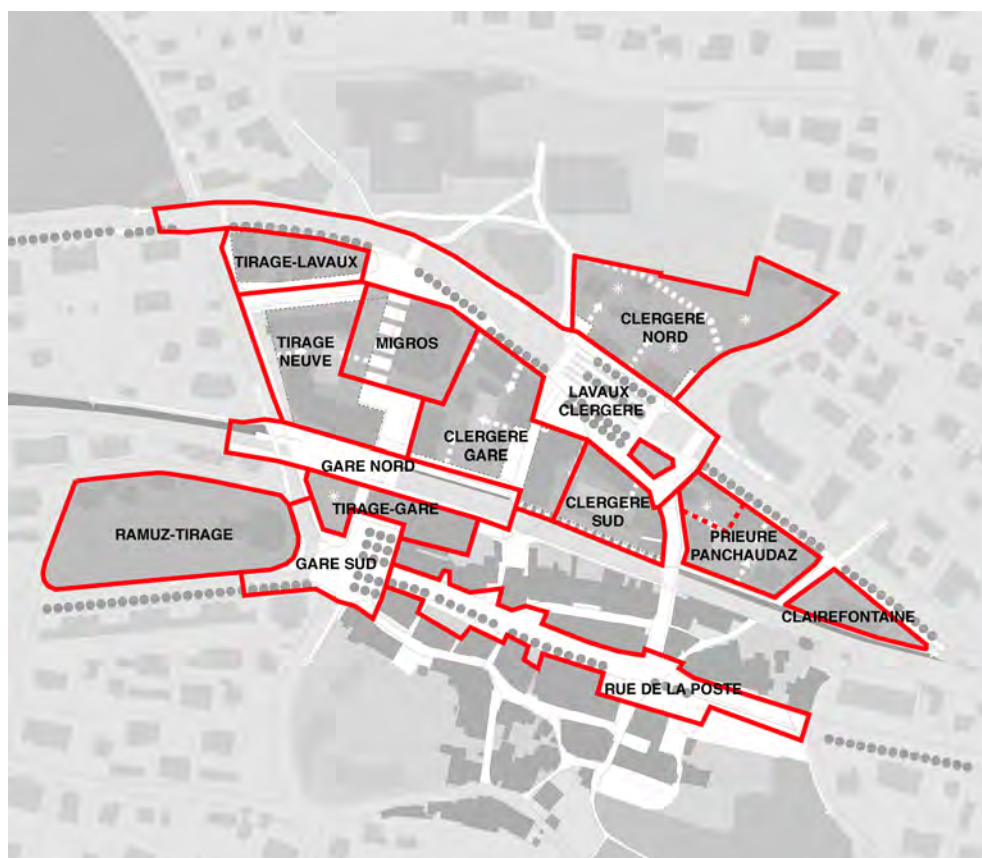 TIRAGE-LAVAUX
CLERGERE
NORD
TIRAGE
NEUVE
MIGROS
LAVAUX
CLERGERE
CLERGERE
GARE
GARE NORD
TIRAGE-GARE
CLERGERE
SUD
RAMUZ-TIRAGE
PRIEURE
PANCHAUDAZ
GARE SUD
CLAIREFONTAINE
RUE DE LA POSTE